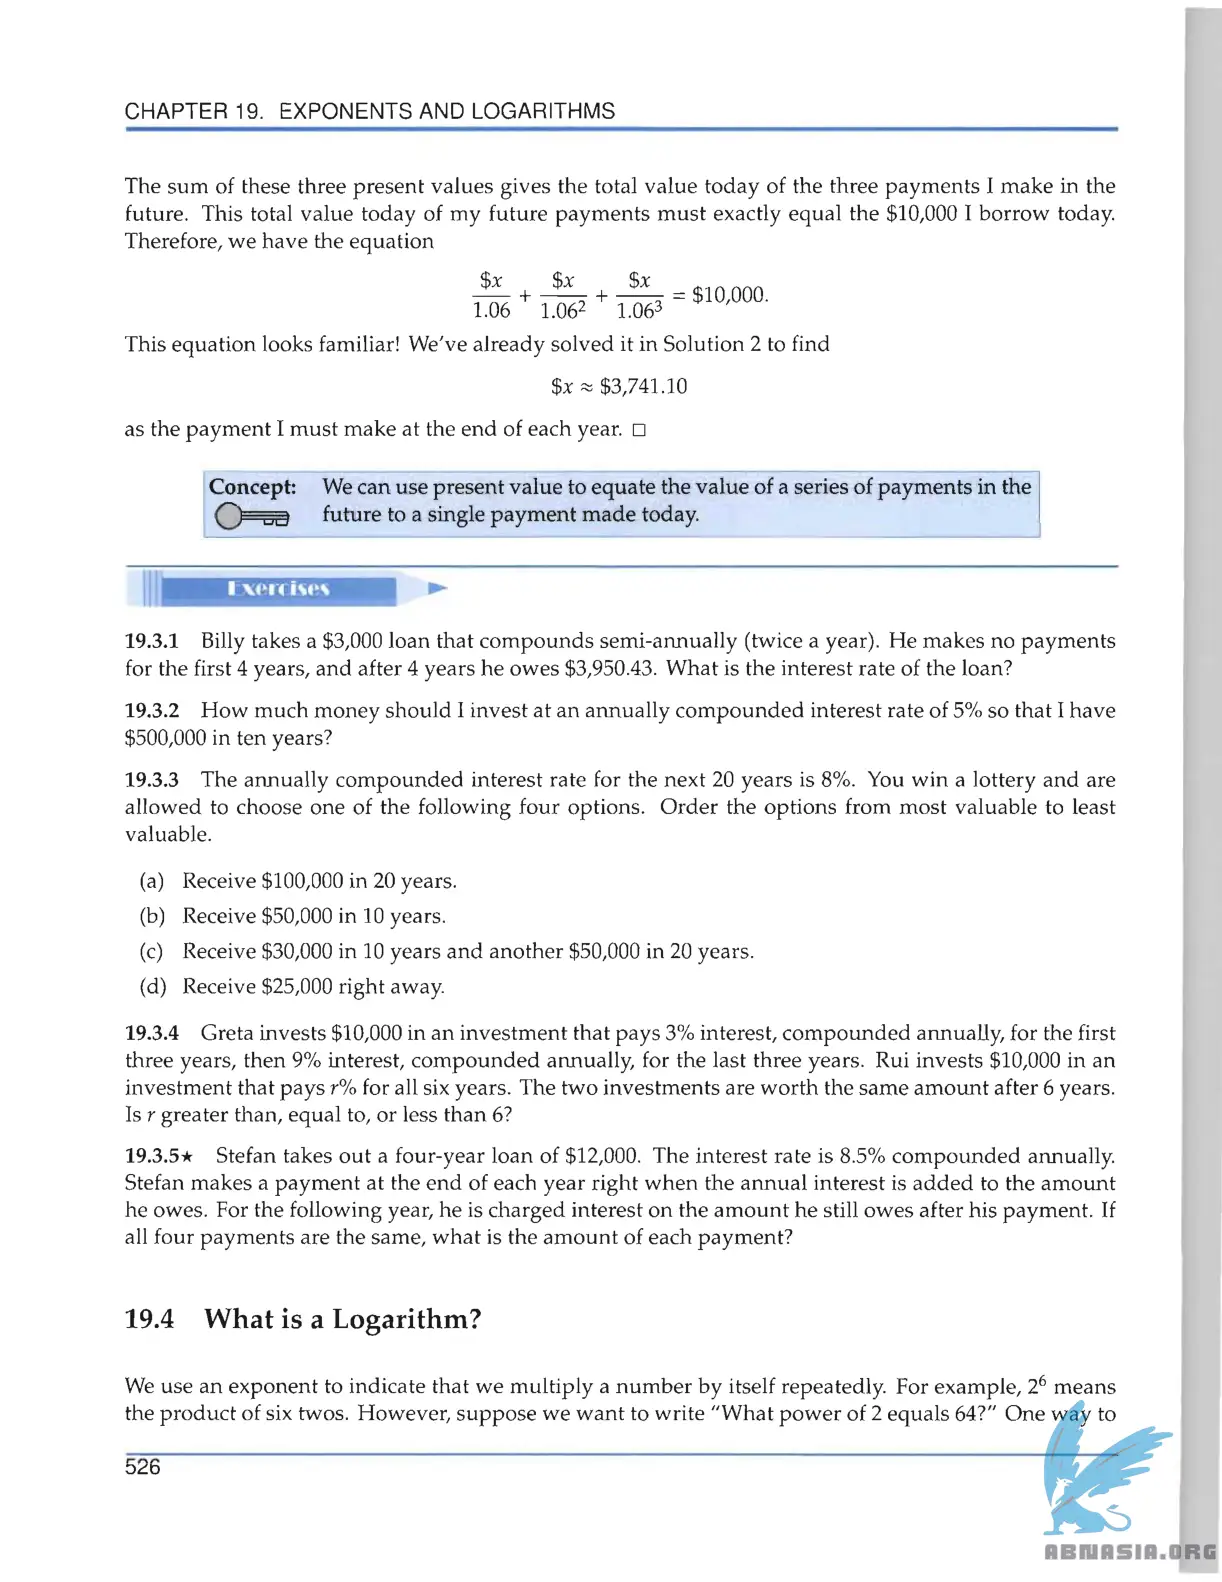 CHAPTER 19. EXPONENTS AND LOGARITHMS
The sum of these three present values gives the total value today of the three payments I make in the
future. This total value today of my future payments must exactly equal the $10,000 I borrow today.
Therefore, we have the equation
$x/1.06 + $x/1.06² + $x/1.06³ = $10,000.
This equation looks familiar! We've already solved it in Solution 2 to find
$x ≈ $3,741.10
as the payment I must make at the end of each year. □
Concept: We can use present value to equate the value of a series of payments in the
future to a single payment made today.
Exercises
19.3.1 Billy takes a $3,000 loan that compounds semi-annually (twice a year). He makes no payments
for the first 4 years, and after 4 years he owes $3,950.43. What is the interest rate of the loan?
19.3.2 How much money should I invest at an annually compounded interest rate of 5% so that I have
$500,000 in ten years?
19.3.3 The annually compounded interest rate for the next 20 years is 8%. You win a lottery and are
allowed to choose one of the following four options. Order the options from most valuable to least
valuable.
(a) Receive $100,000 in 20 years.
(b) Receive $50,000 in 10 years.
(c) Receive $30,000 in 10 years and another $50,000 in 20 years.
(d) Receive $25,000 right away.
19.3.4 Greta invests $10,000 in an investment that pays 3% interest, compounded annually, for the first
three years, then 9% interest, compounded annually, for the last three years. Rui invests $10,000 in an
investment that pays r% for all six years. The two investments are worth the same amount after 6 years.
Is r greater than, equal to, or less than 6?
19.3.5★ Stefan takes out a four-year loan of $12,000. The interest rate is 8.5% compounded annually.
Stefan makes a payment at the end of each year right when the annual interest is added to the amount
he owes. For the following year, he is charged interest on the amount he still owes after his payment. If
all four payments are the same, what is the amount of each payment?
19.4 What is a Logarithm?
We use an exponent to indicate that we multiply a number by itself repeatedly. For example, 2⁶ means
the product of six twos. However, suppose we want to write "What power of 2 equals 64?" One way to
526
ABNASIA.ORG